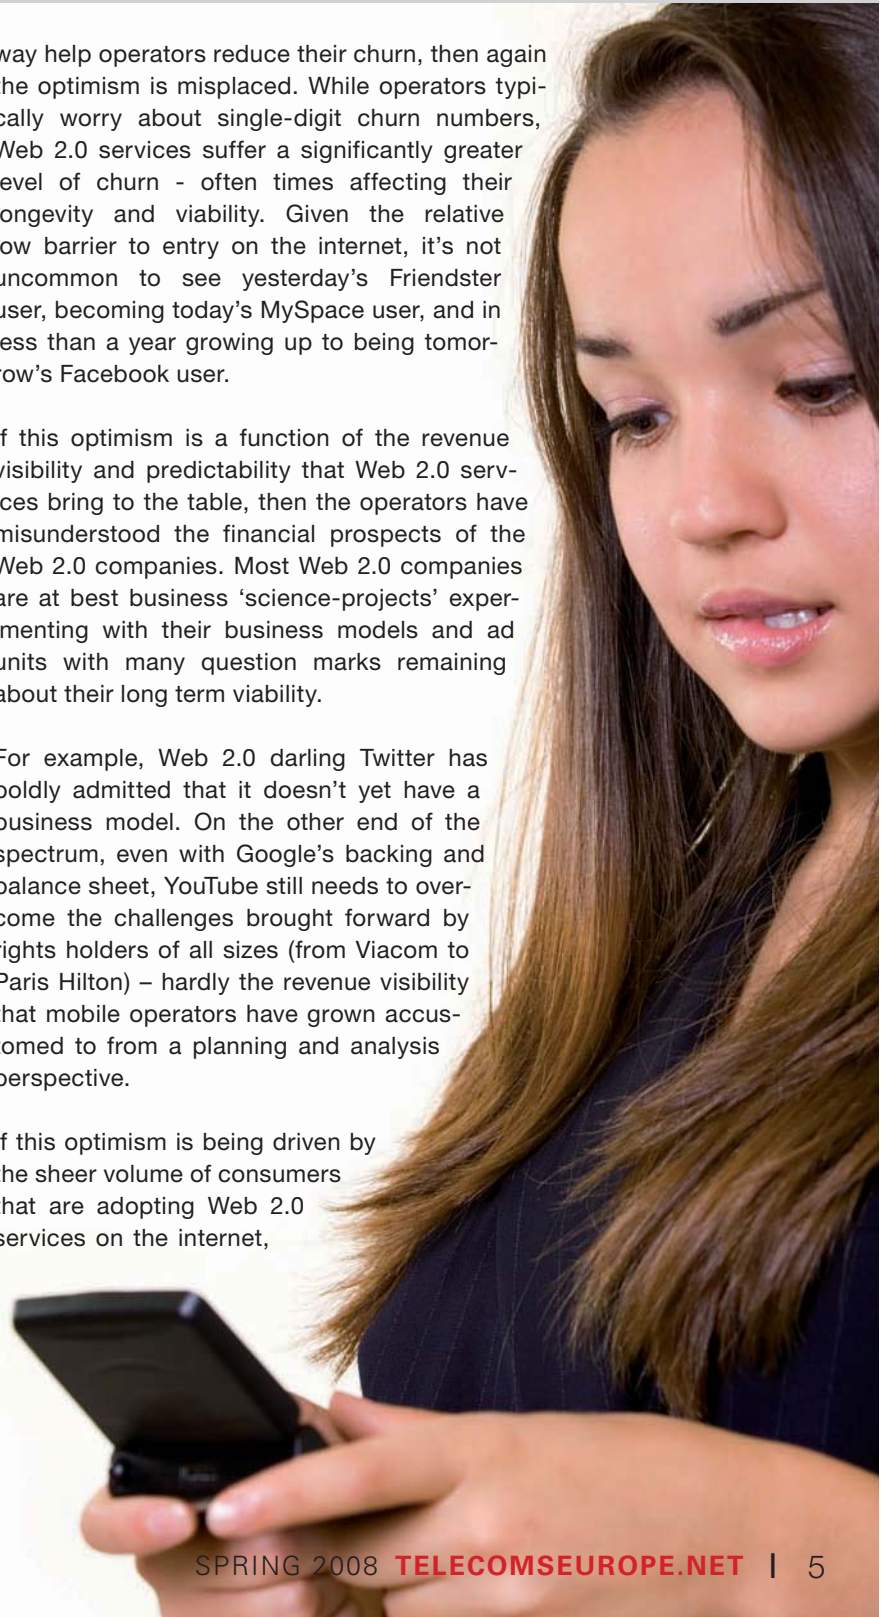 way help operators reduce their churn, then again
the optimism is misplaced. While operators typi-
cally worry about single-digit churn numbers,
Web 2.0 services suffer a significantly greater
evel of churn - often times affecting their
ongevity and viability. Given the relative
ow barrier to entry on the internet, it's not
uncommon to see yesterday's Friendster
user, becoming today's MySpace user, and in
ess than a year growing up to being tomor-
row's Facebook user.
f this optimism is a function of the revenue
visibility and predictability that Web 2.0 serv-
ces bring to the table, then the operators have
misunderstood the financial prospects of the
Web 2.0 companies. Most Web 2.0 companies
are at best business ‘science-projects’ exper-
menting with their business models and ad
units with many question marks remaining
about their long term viability.
For example, Web 2.0 darling Twitter has
boldly admitted that it doesn't yet have a
business model. On the other end of the
spectrum, even with Google's backing and
balance sheet, YouTube still needs to over-
come the challenges brought forward by
rights holders of all sizes (from Viacom to
Paris Hilton) – hardly the revenue visibility
that mobile operators have grown accus-
tomed to from a planning and analysis
perspective.
f this optimism is being driven by
the sheer volume of consumers
that are adopting Web 2.0
services on the internet,
SPRING 2008 TELECOMSEUROPE.NET | 5